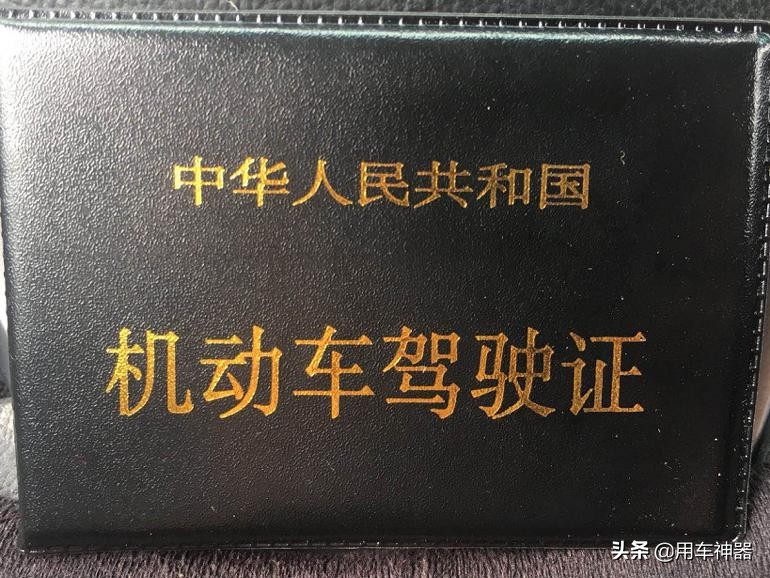 中华人民共和国
机动车驾驶证
头条 @用车神器